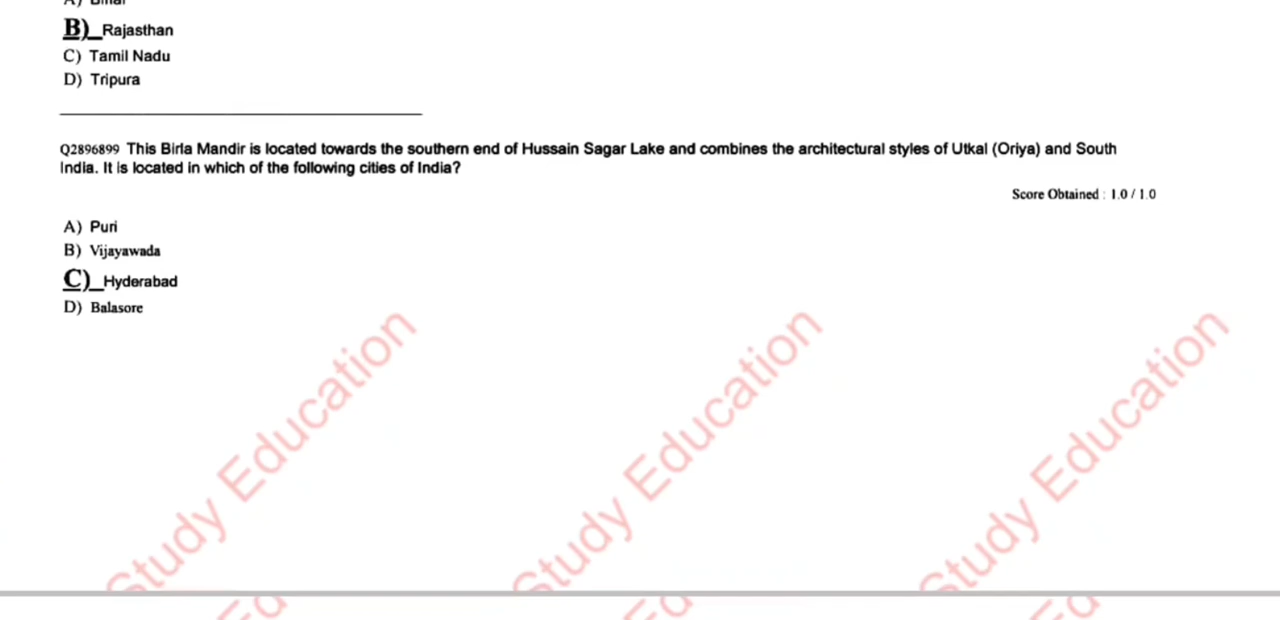 B) Rajasthan
C) Tamil Nadu
D) Tripura
Q2896899 This Birla Mandir is located towards the southern end of Hussain Sagar Lake and combines the architectural styles of Utkal (Oriya) and South
India. It is located in which of the following cities of India?
Score Obtained : 1.0 / 1.0
A) Puri
B) Vijayawada
C) Hyderabad
D) Balasore
Study Education
Study Education
Study Education